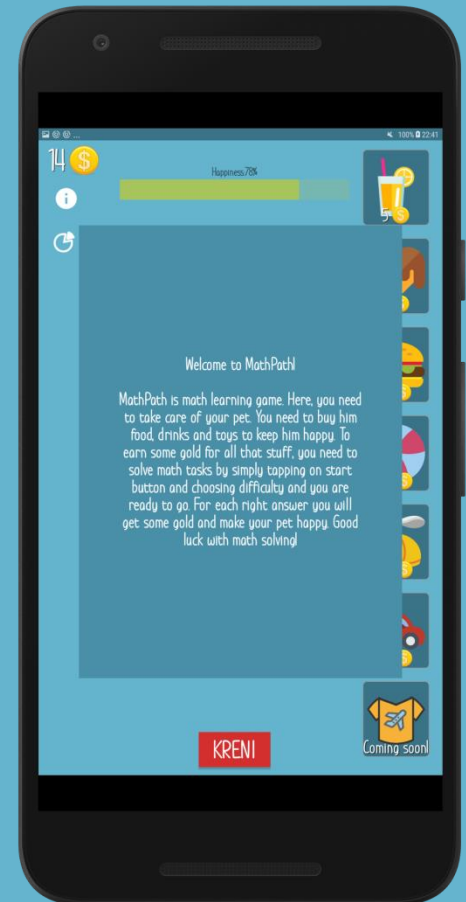 ... 100% 22:41
14
Happiness:78%
5
Welcome to MathPath!
MathPath is math learning game. Here, you need
to take care of your pet. You need to buy him
food, drinks and toys to keep him happy. To
earn some gold for all that stuff, you need to
solve math tasks by simply tapping on start
button and choosing difficulty and you are
ready to go. For each right answer you will
get some gold and make your pet happy. Good
luck with math solving!
KRENI
Coming soon!